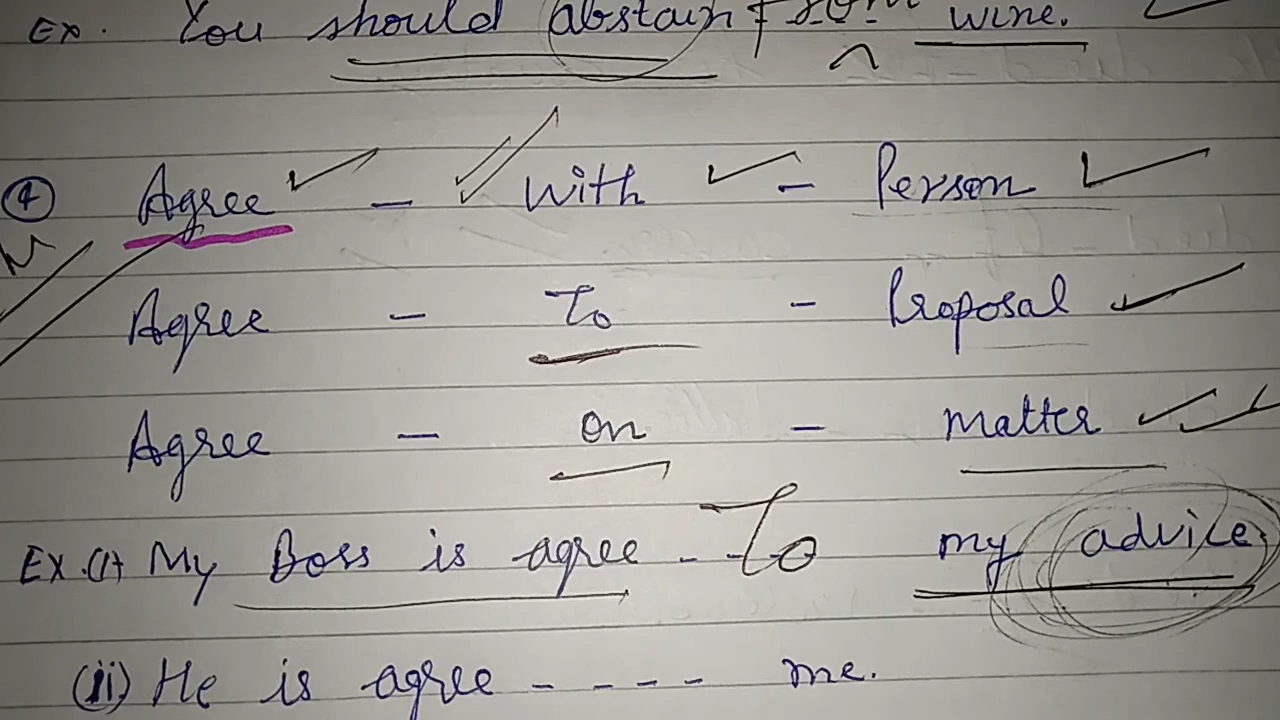 Ex. You should abstain from wine.
④ Agree - with - Person
Agree - To - Proposal
Agree - on - matter
Ex.(i) My Boss is agree ..To my advice
(ii) He is agree - - - - me.